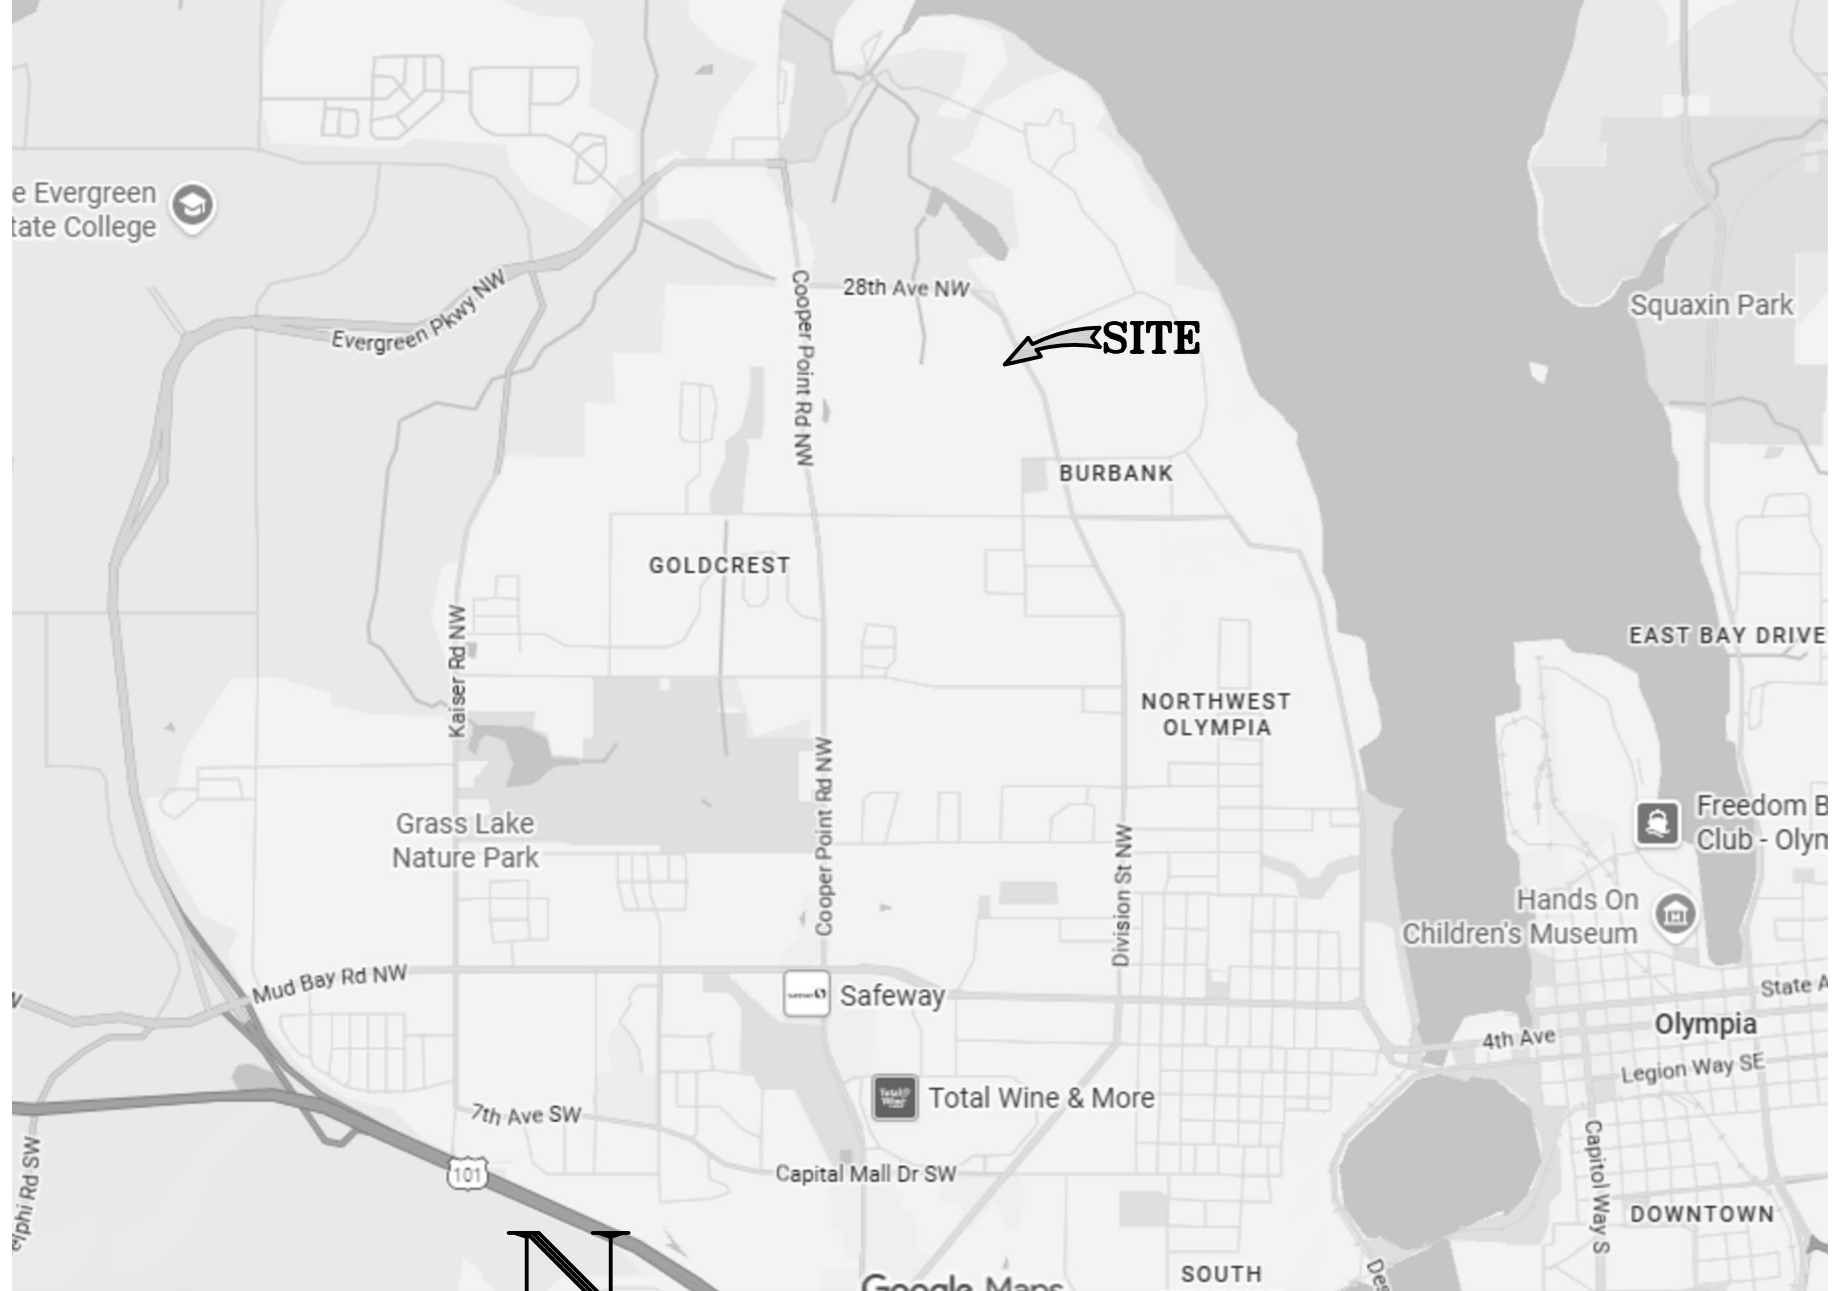 e Evergreen
tate College
28th Ave NW
Cooper Point Rd NW
Evergreen Pkwy NW
SITE
Squaxin Park
BURBANK
GOLDCREST
Kaiser Rd NW
EAST BAY DRIVE
NORTHWEST
OLYMPIA
Cooper Point Rd NW
Grass Lake
Nature Park
Division St NW
Freedom B
Club - Olym
Hands On
Children's Museum
Mud Bay Rd NW
W
Safeway
State A
Olympia
4th Ave
Legion Way SE
Total Wine & More
7th Ave SW
elphi Rd SW
101
Capital Mall Dr SW
Capitol Way S
DOWNTOWN
N
SOUTH
Des
Google Maps